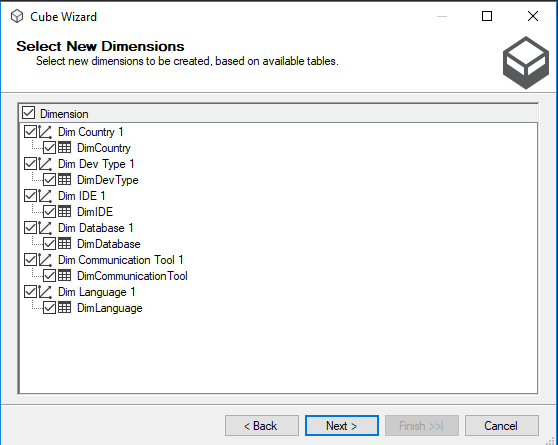 Cube Wizard
Select New Dimensions
Select new dimensions to be created, based on available tables.
Dimension
Dim Country 1
DimCountry
Dim Dev Type 1
DimDevType
Dim IDE 1
DimIDE
Dim Database 1
DimDatabase
Dim Communication Tool 1
DimCommunicationTool
Dim Language 1
DimLanguage
< Back
Next >
Finish >>|
Cancel